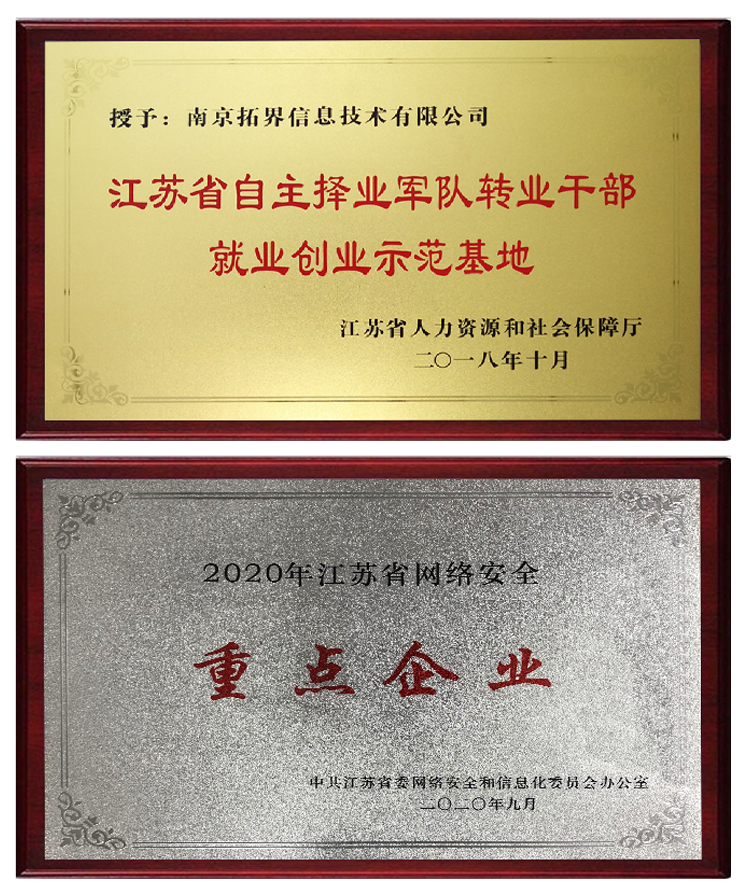 授予：南京拓界信息技术有限公司
江苏省自主择业军队转业干部
就业创业示范基地
江苏省人力资源和社会保障厅
二〇一八年十月
2020年江苏省网络安全
重点企业
中共江苏省委网络安全和信息化委员会办公室
二〇二〇年九月